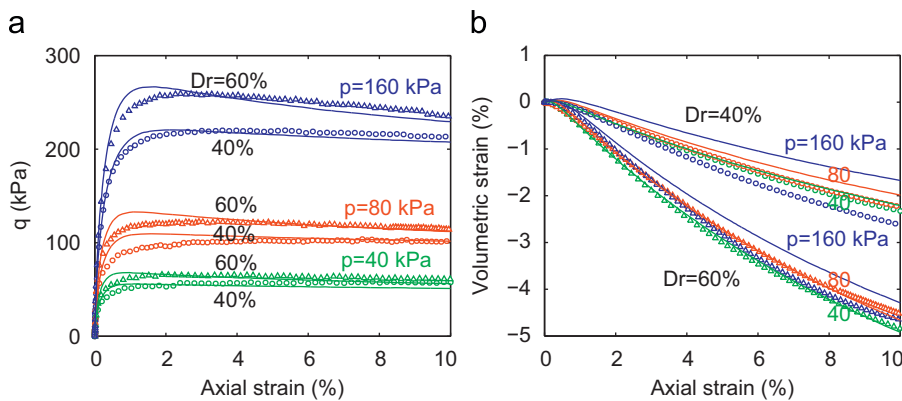 a
300
200
100
0
q (kPa)
Dr=60%
p=160 kPa
40%
60%
p=80 kPa
40%
60%
p=40 kPa
40%
0 2 4 6 8 10
Axial strain (%)
b
1
0
−1
−2
−3
−4
−5
Volumetric strain (%)
Dr=40%
p=160 kPa
80
40
p=160 kPa
Dr=60%
80
40
0 2 4 6 8 10
Axial strain (%)